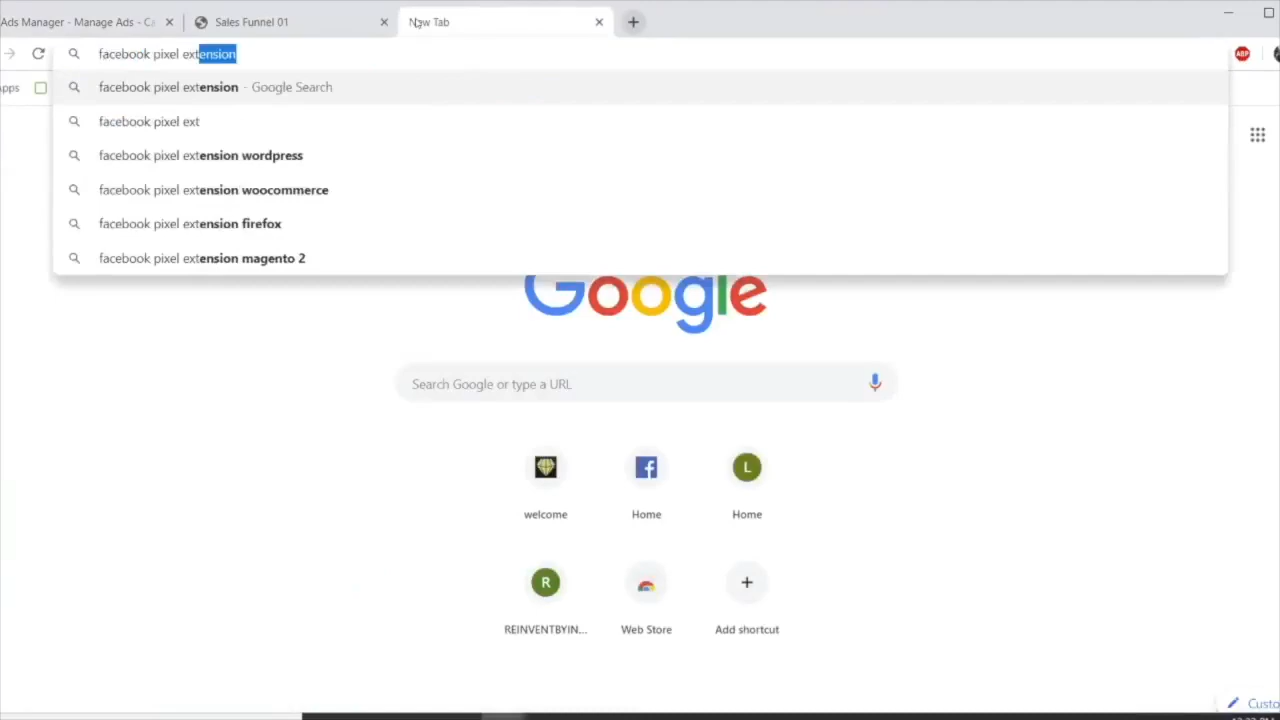 Ads Manager - Manage Ads - Ca
Sales Funnel 01
New Tab
facebook pixel extension
ABP
Apps
facebook pixel extension - Google Search
facebook pixel ext
facebook pixel extension wordpress
facebook pixel extension woocommerce
facebook pixel extension firefox
facebook pixel extension magento 2
Google
Search Google or type a URL
L
welcome
Home
Home
R
REINVENTBYIN...
Web Store
Add shortcut
Custo